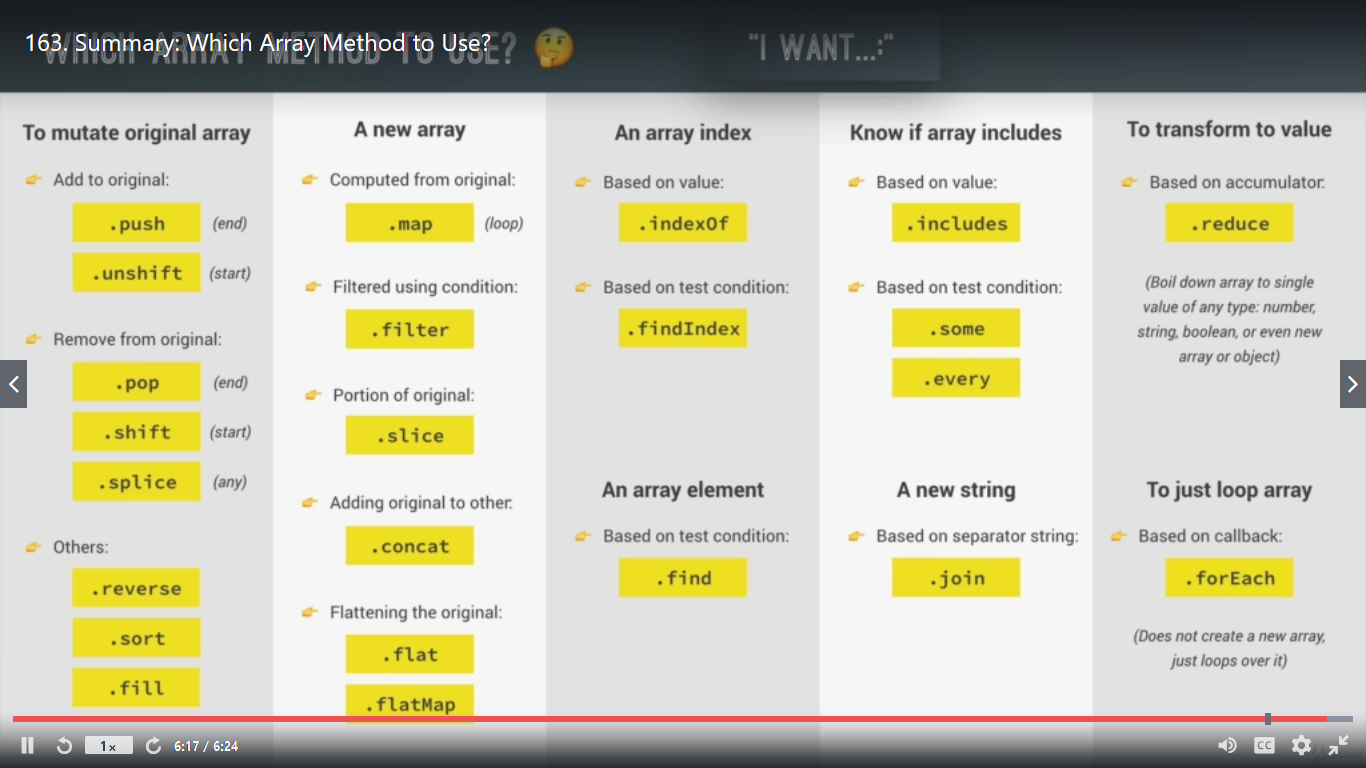 163. Summary: Which Array Method to Use?
WHICH ARRAY METHOD TO USE?
"I WANT...:"
To mutate original array
Add to original:
.push (end)
.unshift (start)
Remove from original:
.pop (end)
.shift (start)
.splice (any)
Others:
.reverse
.sort
.fill
A new array
Computed from original:
.map (loop)
Filtered using condition:
.filter
Portion of original:
.slice
Adding original to other:
.concat
Flattening the original:
.flat
.flatMap
An array index
Based on value:
.indexOf
Based on test condition:
.findIndex
An array element
Based on test condition:
.find
Know if array includes
Based on value:
.includes
Based on test condition:
.some
.every
A new string
Based on separator string:
.join
To transform to value
Based on accumulator:
.reduce
(Boil down array to single
value of any type: number,
string, boolean, or even new
array or object)
To just loop array
Based on callback:
.forEach
(Does not create a new array,
just loops over it)
1x
6:17 / 6:24
CC